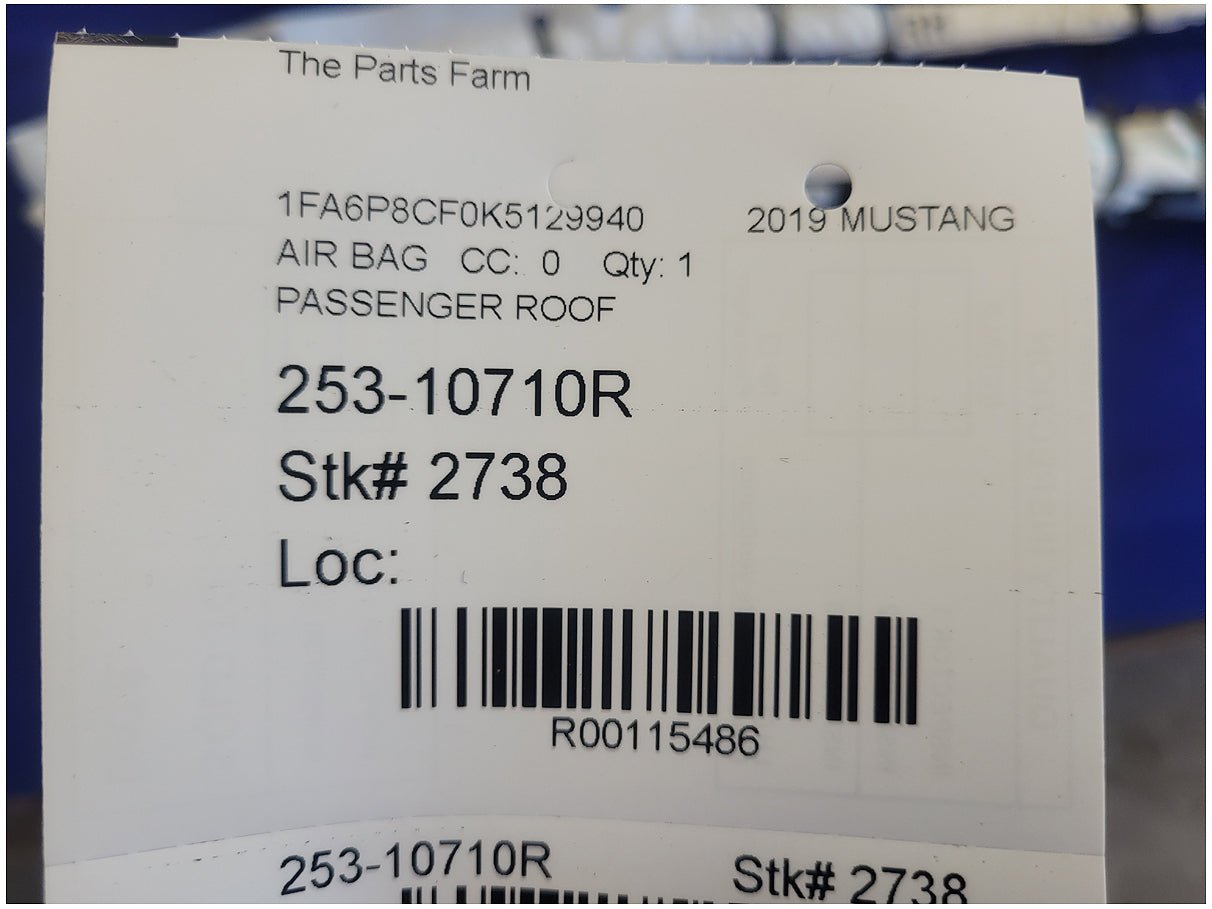 The Parts Farm
1FA6P8CF0K5129940 2019 MUSTANG
AIR BAG CC: 0 Qty: 1
PASSENGER ROOF
253-10710R
Stk# 2738
Loc:
R00115486
253-10710R Stk# 2738